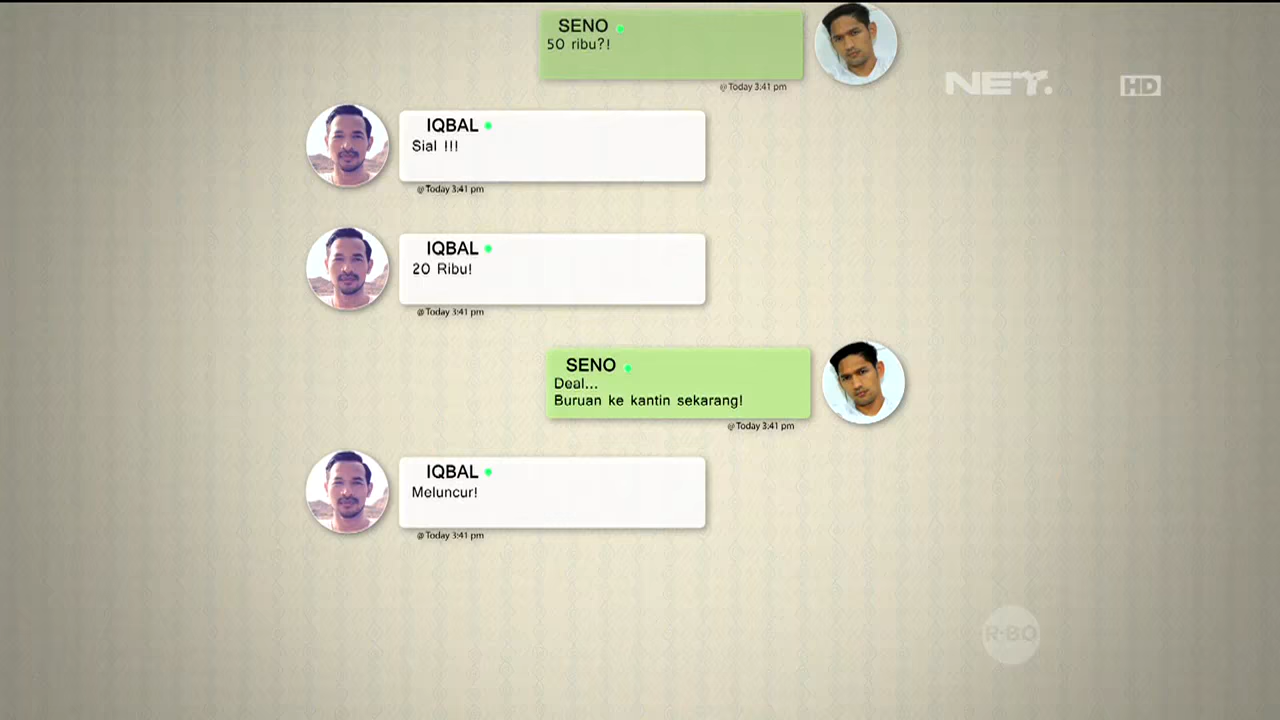 SENO
50 ribu?!
@Today 3:41 pm
NET.
HD
IQBAL
Sial !!!
@Today 3:41 pm
IQBAL
20 Ribu!
@Today 3:41 pm
SENO
Deal...
Buruan ke kantin sekarang!
@Today 3:41 pm
IQBAL
Meluncur!
@Today 3:41 pm
R-BO